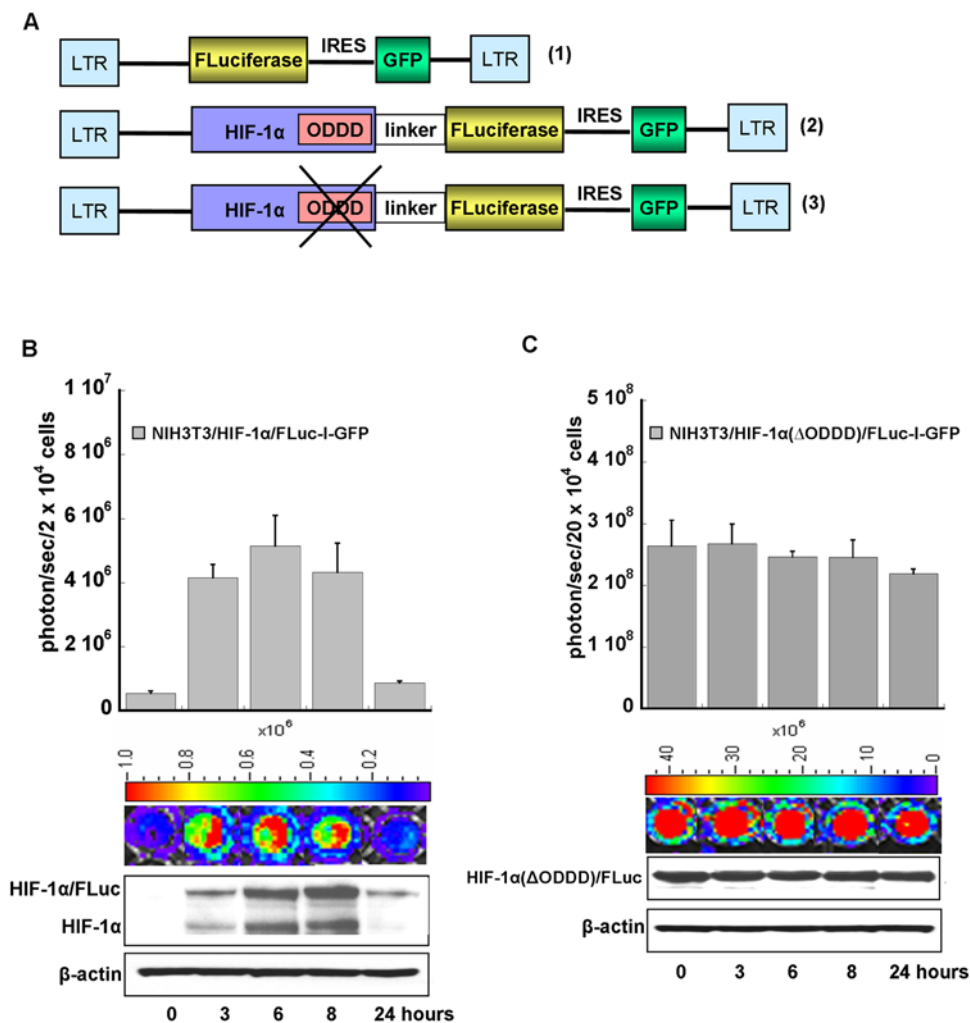 A
LTR FLuciferase IRES GFP LTR (1)
LTR HIF-1α ODDD linker FLuciferase IRES GFP LTR (2)
LTR HIF-1α ODDD linker FLuciferase IRES GFP LTR (3)
B
photon/sec/2 x 10⁴ cells
1 10⁷
8 10⁶
6 10⁶
4 10⁶
2 10⁶
0
NIH3T3/HIF-1α/FLuc-I-GFP
x10⁶
1.0 0.8 0.6 0.4 0.2
HIF-1α/FLuc
HIF-1α
β-actin
0 3 6 8 24 hours
C
photon/sec/20 x 10⁴ cells
5 10⁸
4 10⁸
3 10⁸
2 10⁸
1 10⁸
0
NIH3T3/HIF-1α(ΔODDD)/FLuc-I-GFP
x10⁶
40 30 20 10 0
HIF-1α(ΔODDD)/FLuc
β-actin
0 3 6 8 24 hours